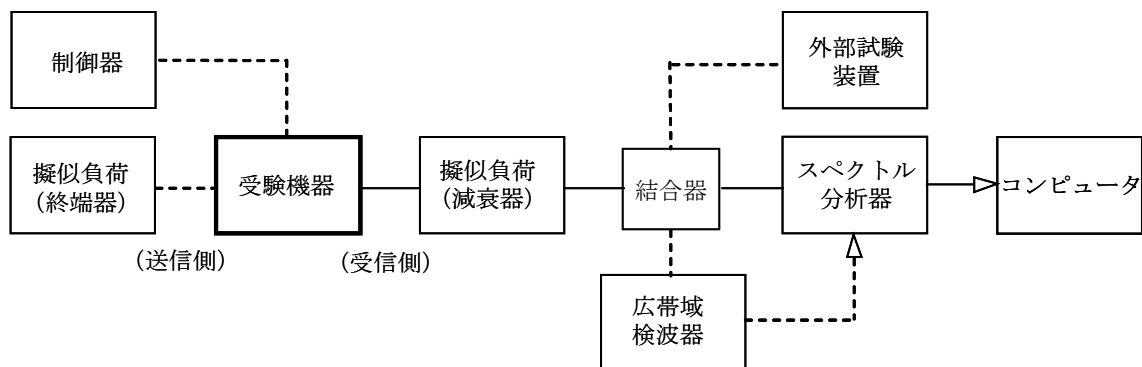 制御器
外部試験
装置
擬似負荷
(終端器)
受験機器
擬似負荷
(減衰器)
結合器
スペクトル
分析器
コンピュータ
(送信側)
(受信側)
広帯域
検波器